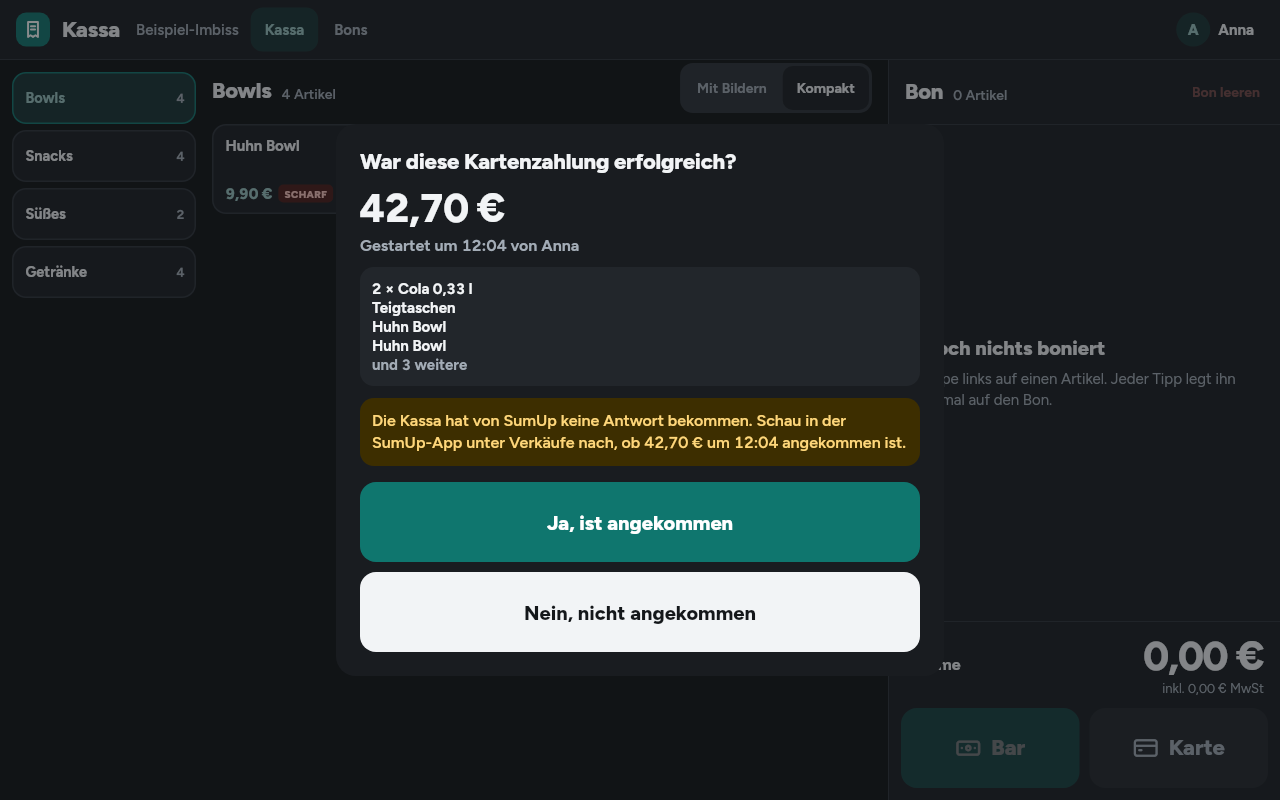 Kassa
Beispiel-Imbiss
Kassa
Bons
A
Anna
Bowls
4
Snacks
4
Süßes
2
Getränke
4
Bowls
4 Artikel
Mit Bildern
Kompakt
Huhn Bowl
9,90 €
SCHARF
Bon
0 Artikel
Bon leeren
War diese Kartenzahlung erfolgreich?
42,70 €
Gestartet um 12:04 von Anna
2 × Cola 0,33 l
Teigtaschen
Huhn Bowl
Huhn Bowl
und 3 weitere
Die Kassa hat von SumUp keine Antwort bekommen. Schau in der
SumUp-App unter Verkäufe nach, ob 42,70 € um 12:04 angekommen ist.
Ja, ist angekommen
Nein, nicht angekommen
nichts boniert
links auf einen Artikel. Jeder Tipp legt ihn
auf den Bon.
0,00 €
inkl. 0,00 € MwSt
Bar
Karte